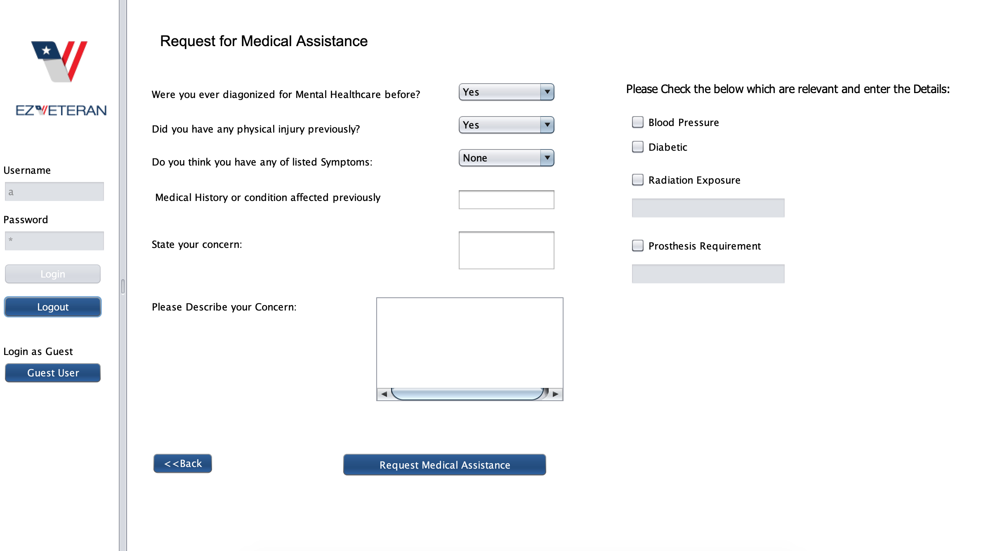 EZVETERAN
Username
a
Password
*
Login
Logout
Login as Guest
Guest User
Request for Medical Assistance
Were you ever diagonized for Mental Healthcare before?
Yes
Did you have any physical injury previously?
Yes
Do you think you have any of listed Symptoms:
None
Medical History or condition affected previously
State your concern:
Please Describe your Concern:
<<Back
Request Medical Assistance
Please Check the below which are relevant and enter the Details:
Blood Pressure
Diabetic
Radiation Exposure
Prosthesis Requirement